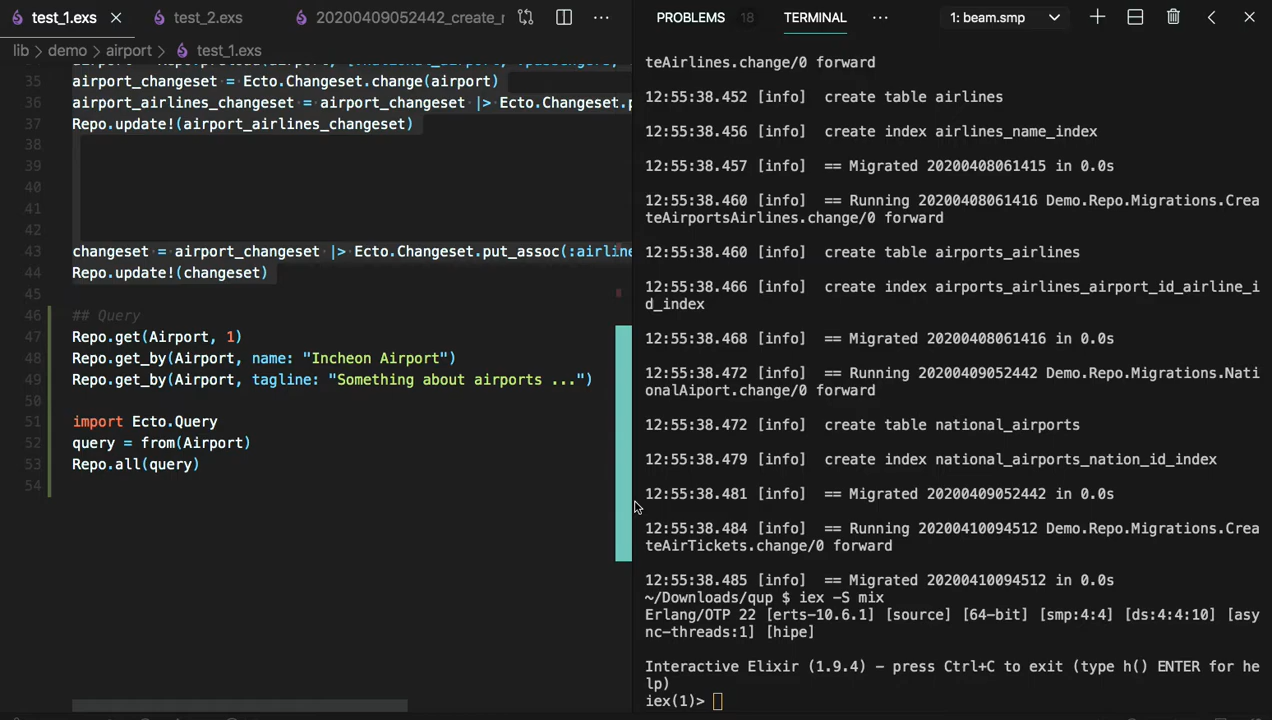 test_1.exs
test_2.exs
20200409052442_create_r
lib > demo > airport > test_1.exs
35 airport_changeset = Ecto.Changeset.change(airport)
36 airport_airlines_changeset = airport_changeset |> Ecto.Changeset.p
37 Repo.update!(airport_airlines_changeset)
38
39
40
41
42
43 changeset = airport_changeset |> Ecto.Changeset.put_assoc(:airline
44 Repo.update!(changeset)
45
46 ## Query
47 Repo.get(Airport, 1)
48 Repo.get_by(Airport, name: "Incheon Airport")
49 Repo.get_by(Airport, tagline: "Something about airports ...")
50
51 import Ecto.Query
52 query = from(Airport)
53 Repo.all(query)
54
PROBLEMS 18 TERMINAL ··· 1: beam.smp
teAirlines.change/0 forward
12:55:38.452 [info] create table airlines
12:55:38.456 [info] create index airlines_name_index
12:55:38.457 [info] == Migrated 20200408061415 in 0.0s
12:55:38.460 [info] == Running 20200408061416 Demo.Repo.Migrations.Crea
teAirportsAirlines.change/0 forward
12:55:38.460 [info] create table airports_airlines
12:55:38.466 [info] create index airports_airlines_airport_id_airline_i
d_index
12:55:38.468 [info] == Migrated 20200408061416 in 0.0s
12:55:38.472 [info] == Running 20200409052442 Demo.Repo.Migrations.Nati
onalAiport.change/0 forward
12:55:38.472 [info] create table national_airports
12:55:38.479 [info] create index national_airports_nation_id_index
12:55:38.481 [info] == Migrated 20200409052442 in 0.0s
12:55:38.484 [info] == Running 20200410094512 Demo.Repo.Migrations.Crea
teAirTickets.change/0 forward
12:55:38.485 [info] == Migrated 20200410094512 in 0.0s
~/Downloads/qup $ iex -S mix
Erlang/OTP 22 [erts-10.6.1] [source] [64-bit] [smp:4:4] [ds:4:4:10] [asy
nc-threads:1] [hipe]
Interactive Elixir (1.9.4) - press Ctrl+C to exit (type h() ENTER for he
lp)
iex(1)>